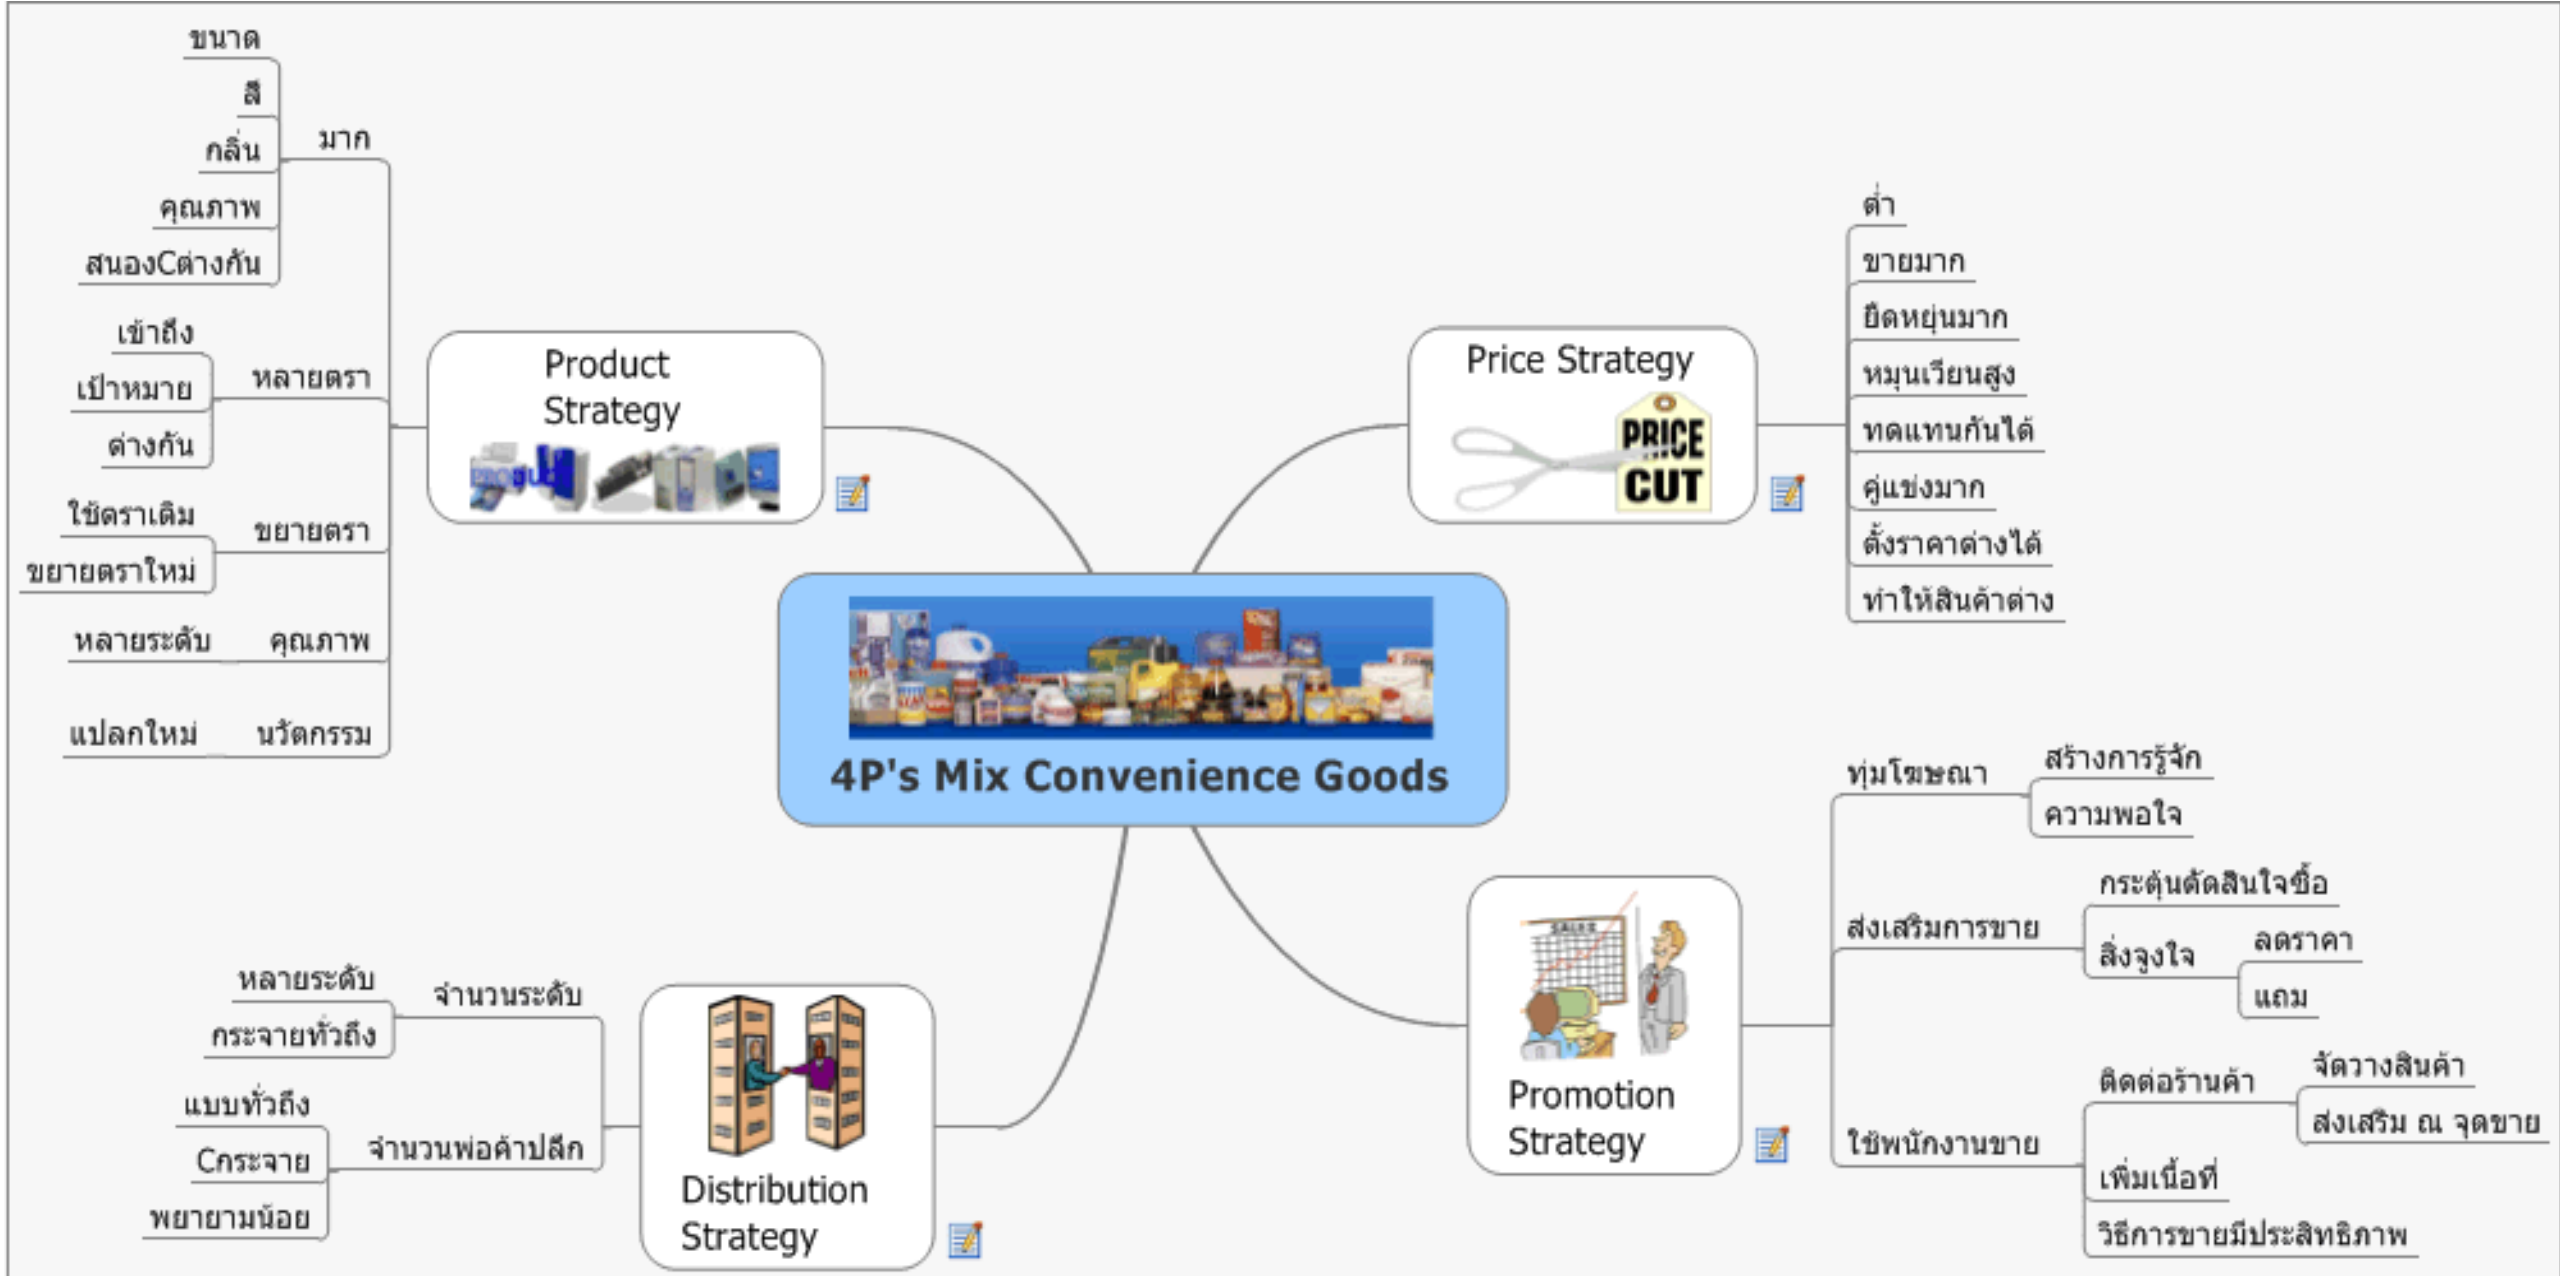 ขนาด
สี
กลิ่น
คุณภาพ
สนองCต่างกัน
มาก
เข้าถึง
เป้าหมาย
ต่างกัน
หลายตรา
ใช้ตราเดิม
ขยายตราใหม่
ขยายตรา
หลายระดับ
คุณภาพ
แปลกใหม่
นวัตกรรม
Product
Strategy
Price Strategy
PRICE
CUT
ต่ำ
ขายมาก
ยืดหยุ่นมาก
หมุนเวียนสูง
ทดแทนกันได้
คู่แข่งมาก
ตั้งราคาต่างได้
ทำให้สินค้าต่าง
4P's Mix Convenience Goods
หลายระดับ
กระจายทั่วถึง
จำนวนระดับ
แบบทั่วถึง
Cกระจาย
พยายามน้อย
จำนวนพ่อค้าปลีก
Distribution
Strategy
SALES
Promotion
Strategy
ทุ่มโฆษณา
สร้างการรู้จัก
ความพอใจ
ส่งเสริมการขาย
กระตุ้นตัดสินใจซื้อ
สิ่งจูงใจ
ลดราคา
แถม
ใช้พนักงานขาย
ติดต่อร้านค้า
จัดวางสินค้า
ส่งเสริม ณ จุดขาย
เพิ่มเนื้อที่
วิธีการขายมีประสิทธิภาพ